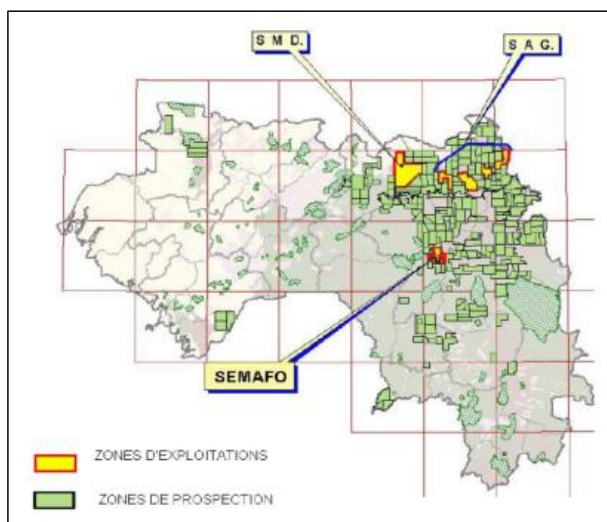 S M D.
S A G.
SEMAFO
ZONES D'EXPLOITATIONS
ZONES DE PROSPECTION